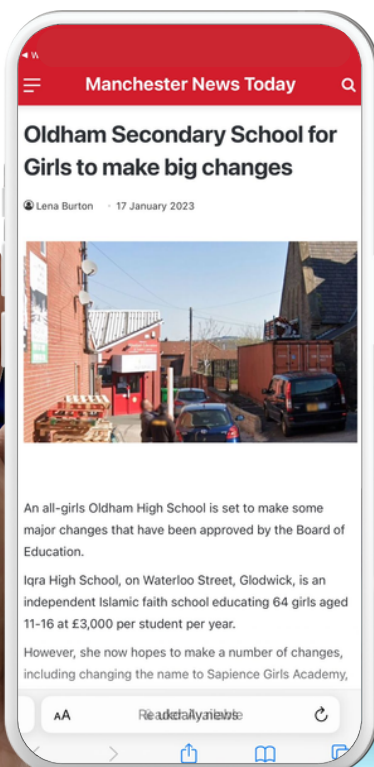 Manchester News Today
Oldham Secondary School for
Girls to make big changes
Lena Burton · 17 January 2023
An all-girls Oldham High School is set to make some
major changes that have been approved by the Board of
Education.
Iqra High School, on Waterloo Street, Glodwick, is an
independent Islamic faith school educating 64 girls aged
11-16 at £3,000 per student per year.
However, she now hopes to make a number of changes,
including changing the name to Sapience Girls Academy,
AA